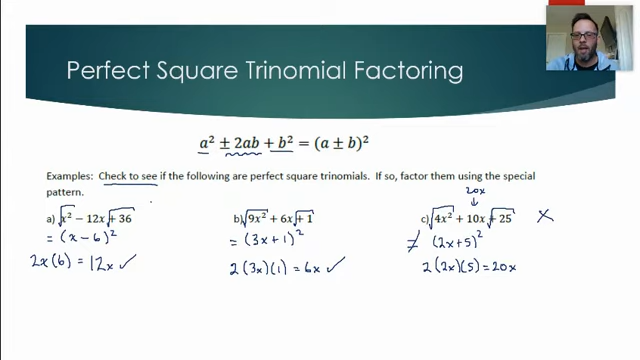 Perfect Square Trinomial Factoring
a² ± 2ab + b² = (a ± b)²
Examples: Check to see if the following are perfect square trinomials. If so, factor them using the special
pattern.
20x
↓
a) √x² − 12x √+ 36
= (x − 6)²
2x(6) = 12x ✓
b) √9x² + 6x √+ 1
= (3x + 1)²
2(3x)(1) = 6x ✓
c) √4x² + 10x √+ 25 ✗
≠ (2x + 5)²
2(2x)(5) = 20x